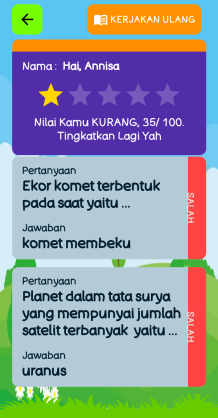 KERJAKAN ULANG
Nama : Hai, Annisa
Nilai Kamu KURANG, 35/ 100.
Tingkatkan Lagi Yah
Pertanyaan
Ekor komet terbentuk
pada saat yaitu ...
Jawaban
komet membeku
SALAH
Pertanyaan
Planet dalam tata surya
yang mempunyai jumlah
satelit terbanyak yaitu ...
Jawaban
uranus
SALAH